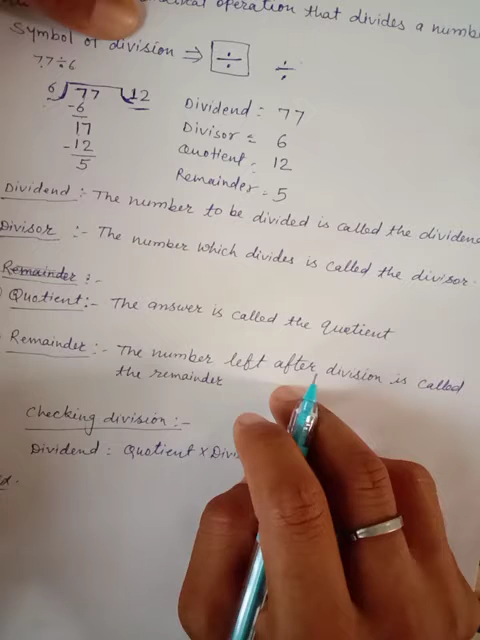 operation that divides a numbe
Symbol of division ⇒ ÷ ÷
77÷6
6 77 12
-6
17
-12
5
Dividend = 77
Divisor = 6
Quotient = 12
Remainder = 5
Dividend :- The number to be divided is called the dividend
Divisor :- The number which divides is called the divisor.
Remainder :-
Quotient :- The answer is called the quotient
Remainder :- The number left after division is called
the remainder
Checking division :-
Dividend : Quotient × Divi